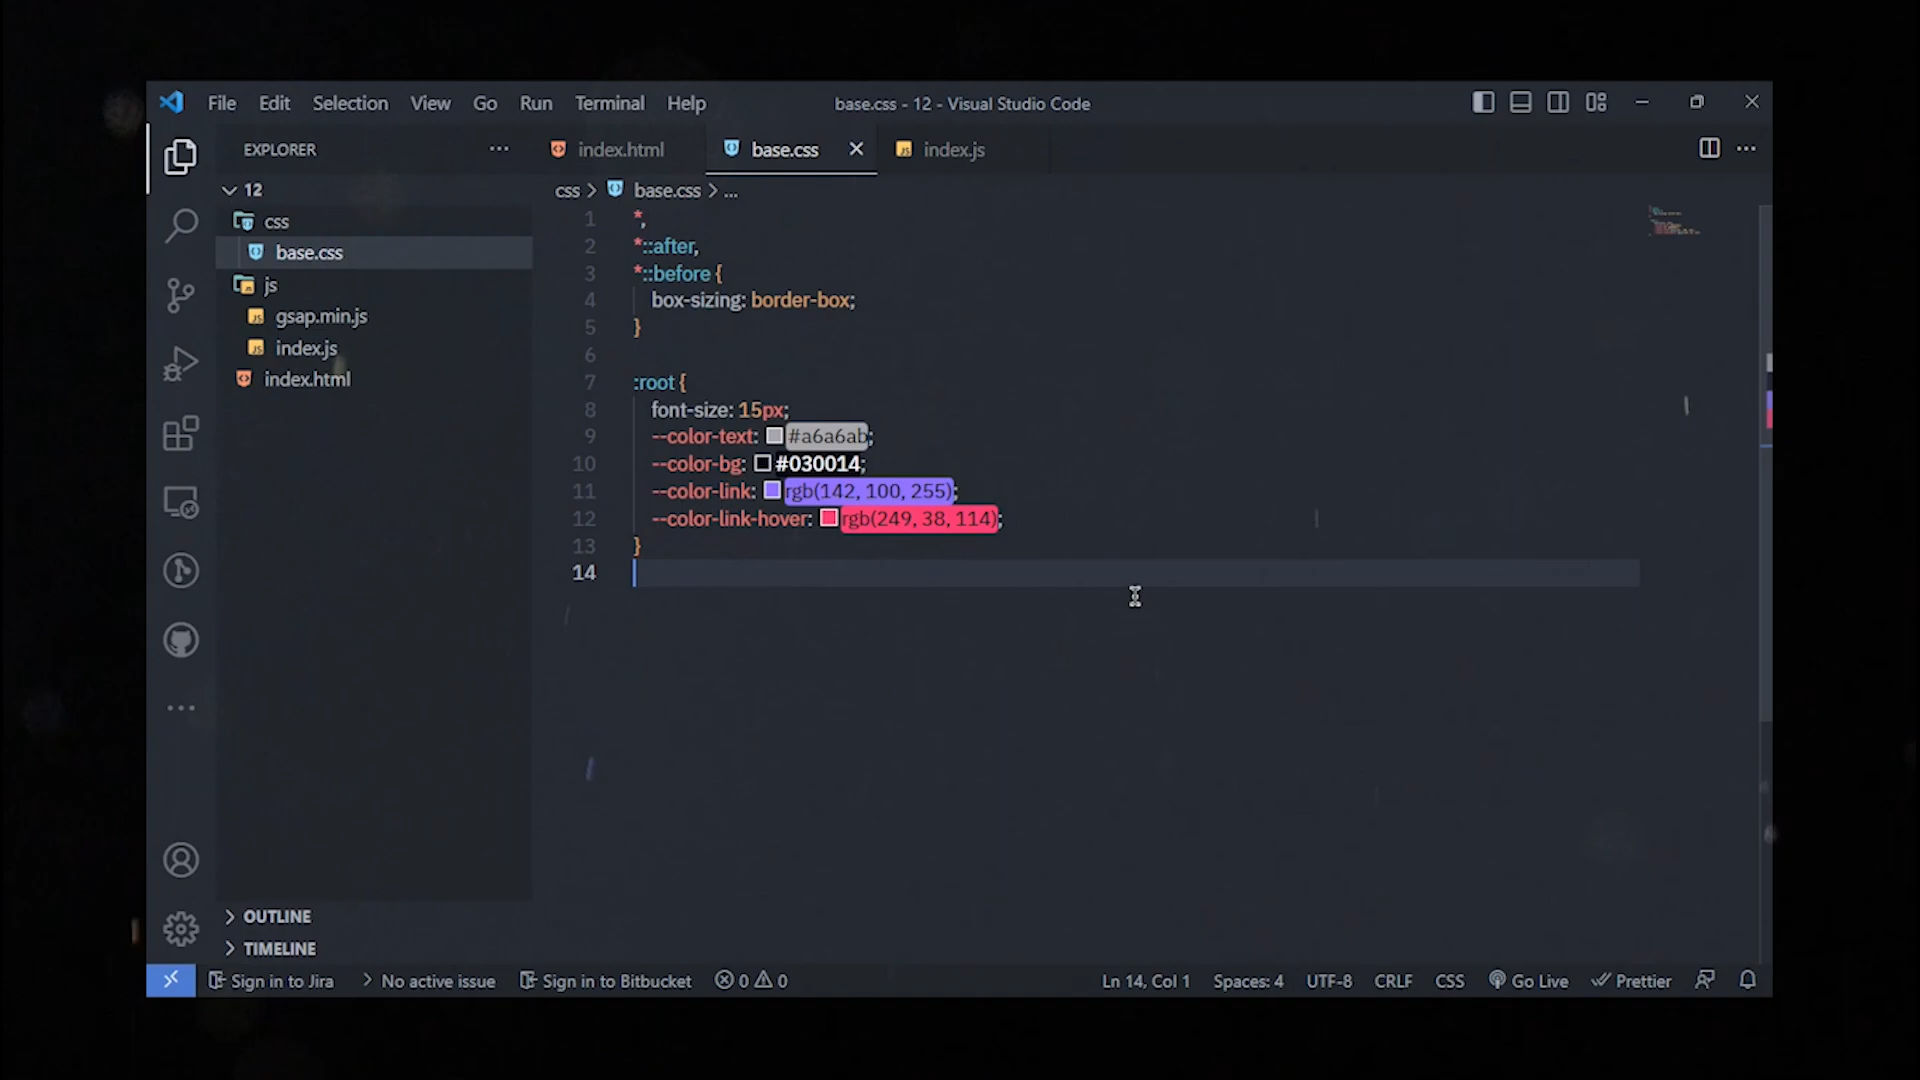 File Edit Selection View Go Run Terminal Help base.css - 12 - Visual Studio Code
EXPLORER ··· index.html base.css index.js ···
12
css > base.css > ...
css
base.css
js
gsap.min.js
index.js
index.html
1 *,
2 *::after,
3 *::before {
4 box-sizing: border-box;
5 }
6
7 :root {
8 font-size: 15px;
9 --color-text: #a6a6ab;
10 --color-bg: #030014;
11 --color-link: rgb(142, 100, 255);
12 --color-link-hover: rgb(249, 38, 114);
13 }
14
OUTLINE
TIMELINE
Sign in to Jira No active issue Sign in to Bitbucket 0 0 Ln 14, Col 1 Spaces: 4 UTF-8 CRLF CSS Go Live Prettier